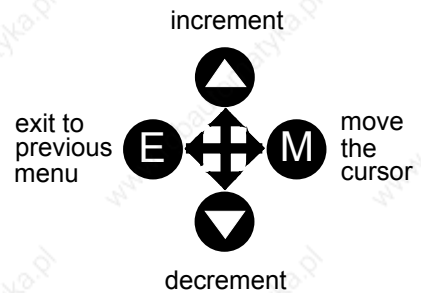 increment
exit to
previous
menu
E
M
move
the
cursor
decrement